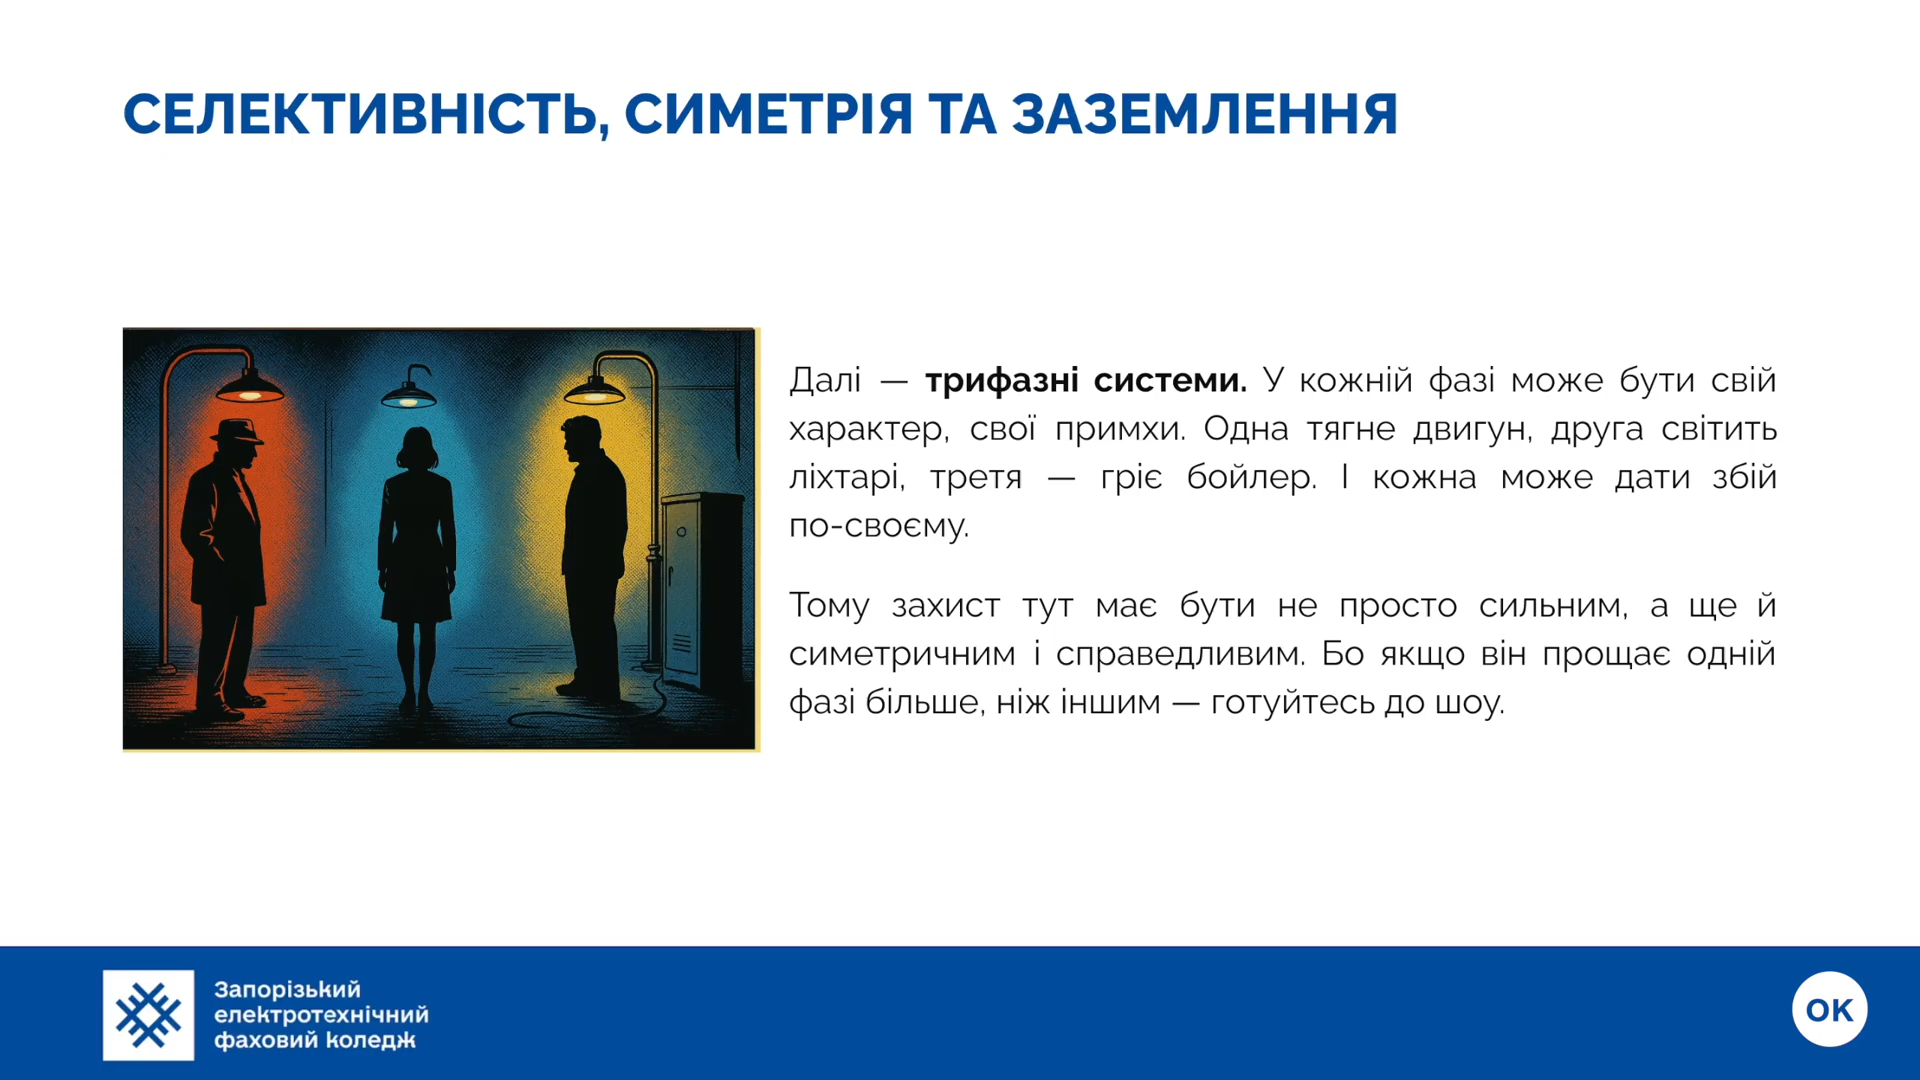 СЕЛЕКТИВНІСТЬ, СИМЕТРІЯ ТА ЗАЗЕМЛЕННЯ
Далі — трифазні системи. У кожній фазі може бути свій
характер, свої примхи. Одна тягне двигун, друга світить
ліхтарі, третя — гріє бойлер. І кожна може дати збій
по-своєму.
Тому захист тут має бути не просто сильним, а ще й
симетричним і справедливим. Бо якщо він прощає одній
фазі більше, ніж іншим — готуйтесь до шоу.
Запорізький
електротехнічний
фаховий коледж
ОК